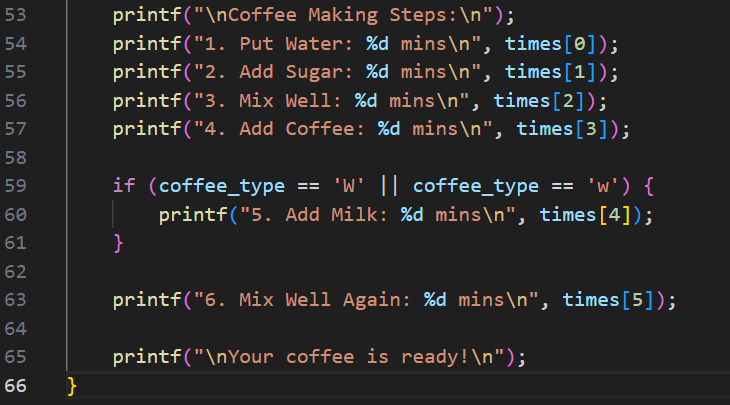 53 printf("\nCoffee Making Steps:\n");
54 printf("1. Put Water: %d mins\n", times[0]);
55 printf("2. Add Sugar: %d mins\n", times[1]);
56 printf("3. Mix Well: %d mins\n", times[2]);
57 printf("4. Add Coffee: %d mins\n", times[3]);
58
59 if (coffee_type == 'W' || coffee_type == 'w') {
60 printf("5. Add Milk: %d mins\n", times[4]);
61 }
62
63 printf("6. Mix Well Again: %d mins\n", times[5]);
64
65 printf("\nYour coffee is ready!\n");
66 }